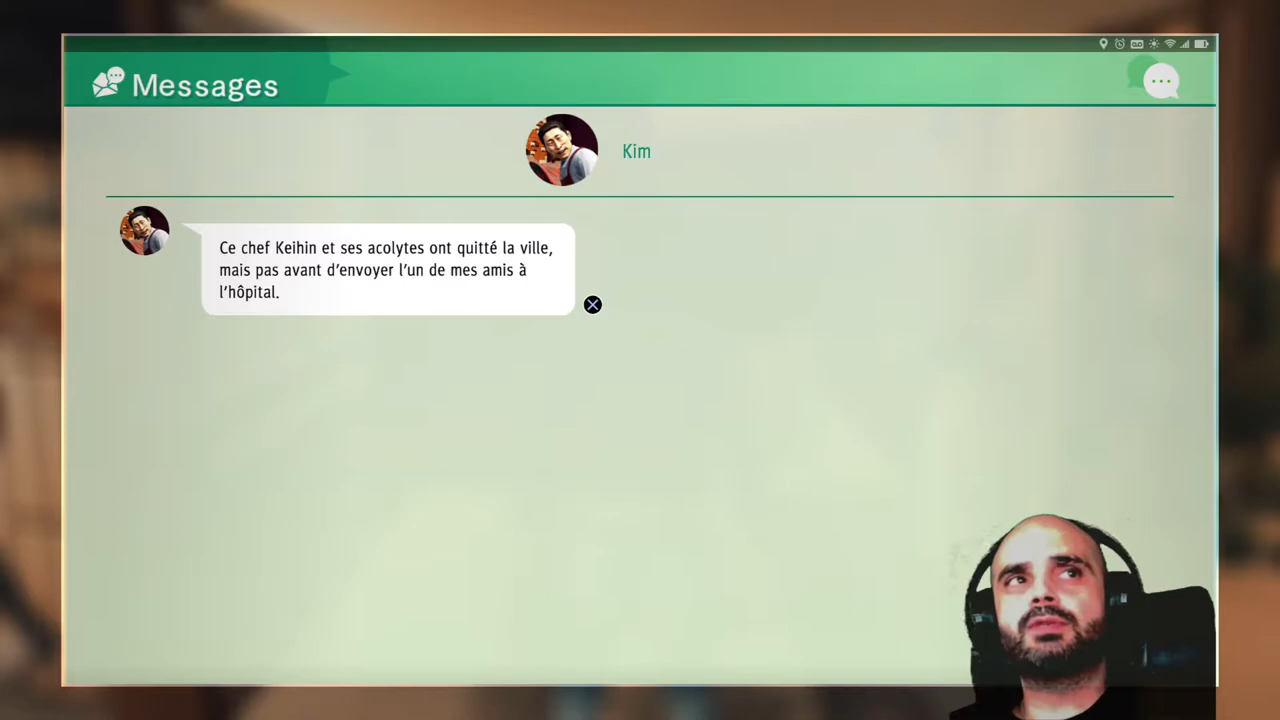 Messages
Kim
Ce chef Keihin et ses acolytes ont quitté la ville,
mais pas avant d'envoyer l'un de mes amis à
l'hôpital.